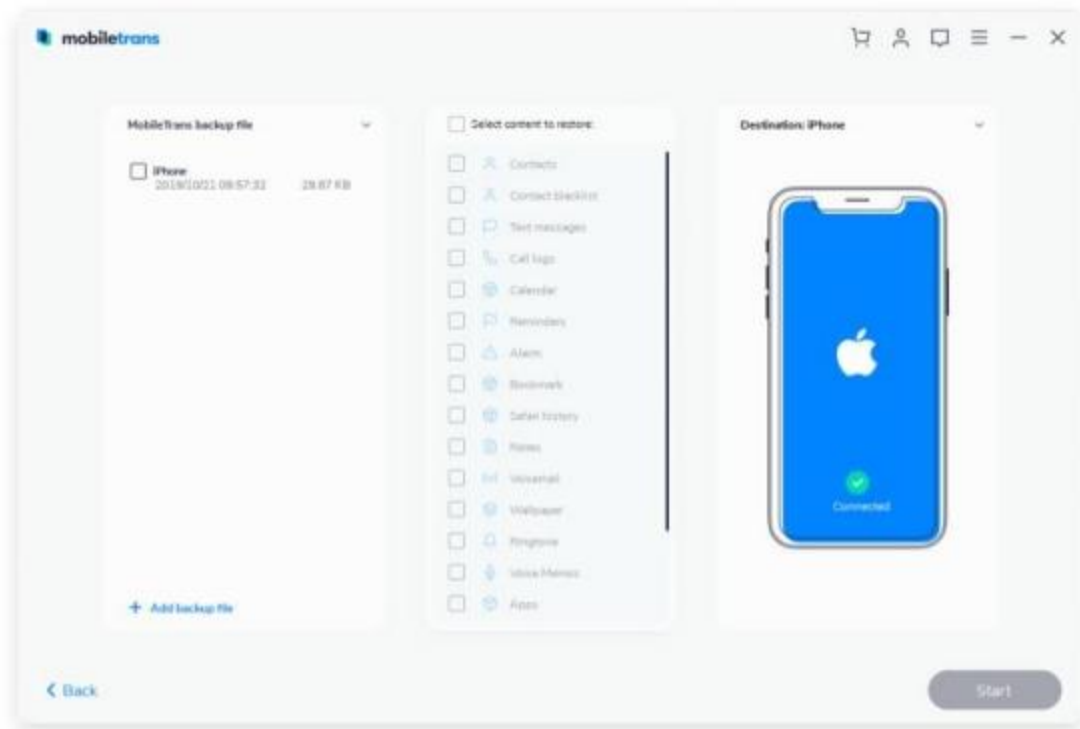 mobiletrans
MobileTrans backup file
iPhone
2019/10/21 09:57:32 29.87 KB
+ Add backup file
Select content to restore:
Contacts
Contact blacklist
Text messages
Call logs
Calendar
Reminders
Alarm
Bookmark
Safari history
Notes
Voicemail
Wallpaper
Ringtone
Voice Memos
Apps
Destination: iPhone
Connected
Back
Start